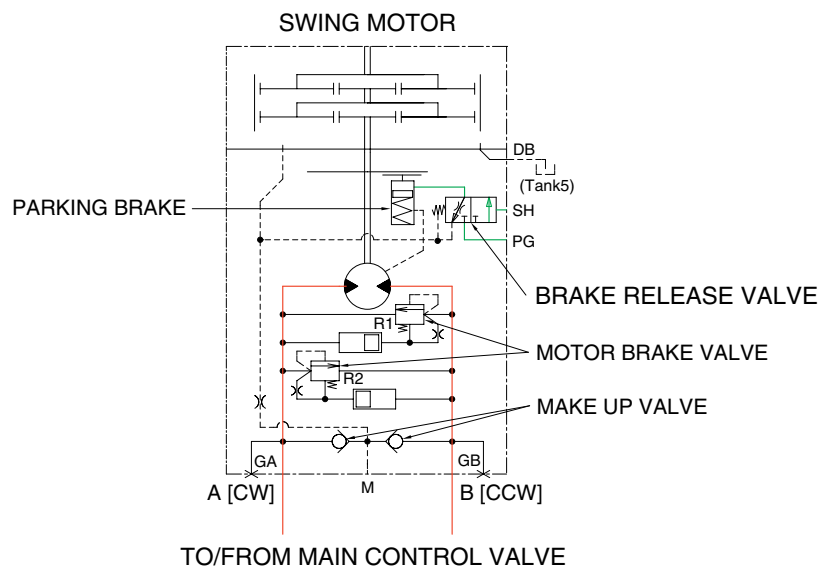 SWING MOTOR
DB
(Tank5)
PARKING BRAKE
SH
PG
BRAKE RELEASE VALVE
R1
MOTOR BRAKE VALVE
R2
MAKE UP VALVE
GA
GB
A [CW]
M
B [CCW]
TO/FROM MAIN CONTROL VALVE